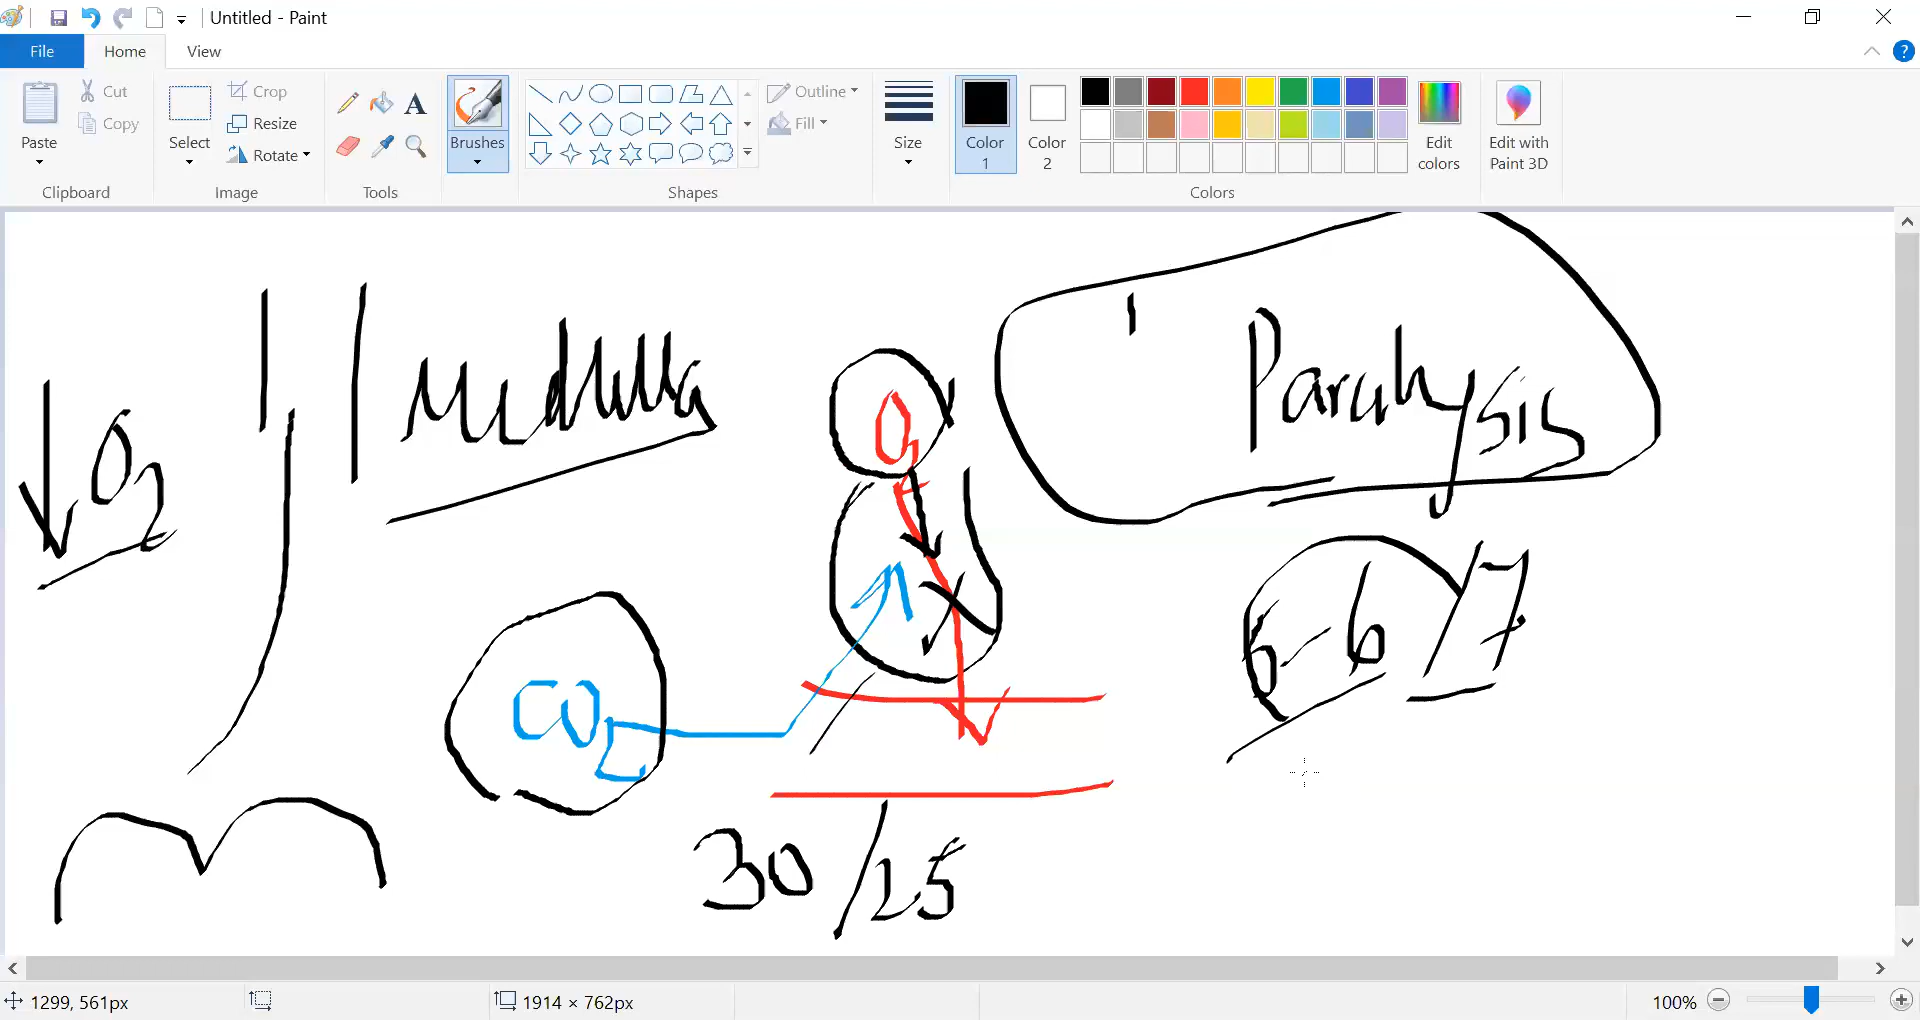 Untitled - Paint
File
Home
View
Paste
Cut
Copy
Clipboard
Select
Crop
Resize
Rotate
Image
A
Tools
Brushes
Shapes
Outline
Fill
Size
Color 1
Color 2
Edit colors
Colors
Edit with Paint 3D
?
O2
Medulla
O2
Paralysis
CO2
5-6/7
30/25
1299, 561px
1914 × 762px
100%